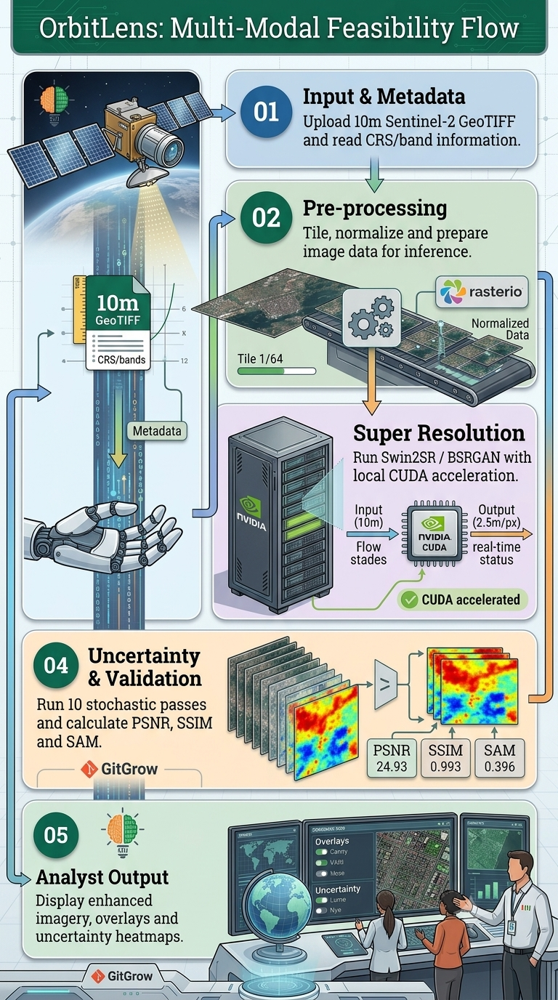 OrbitLens: Multi-Modal Feasibility Flow
01
Input & Metadata
Upload 10m Sentinel-2 GeoTIFF
and read CRS/band information.
02
Pre-processing
Tile, normalize and prepare
image data for inference.
rasterio
Normalized
Data
Tile 1/64
10m
GeoTIFF
CRS/bands
6
X
12
Metadata
Super Resolution
Run Swin2SR / BSRGAN with
local CUDA acceleration.
NVIDIA
Input
(10m)
Flow
stades
NVIDIA
CUDA
Output
(2.5m/px)
real-time
status
CUDA accelerated
04
Uncertainty
& Validation
Run 10 stochastic passes
and calculate PSNR, SSIM
and SAM.
GitGrow
PSNR
24.93
SSIM
0.993
SAM
0.396
05
Analyst Output
Display enhanced
imagery, overlays and
uncertainty heatmaps.
Overlays
Mese
Uncertainty
Lume
Nye
GitGrow